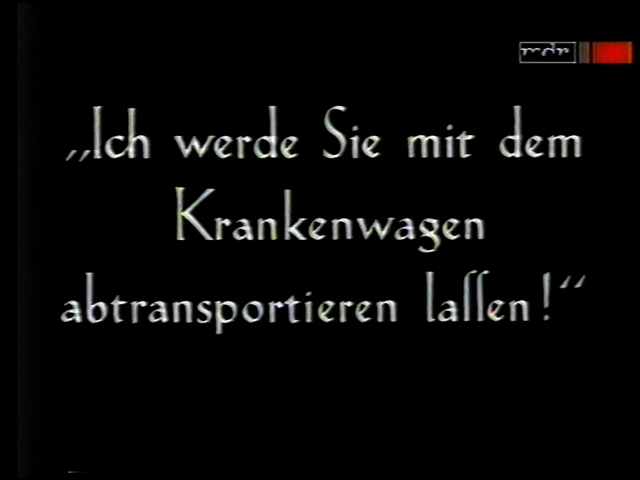 mdr
„Ich werde Sie mit dem
Krankenwagen
abtransportieren laſſen!“